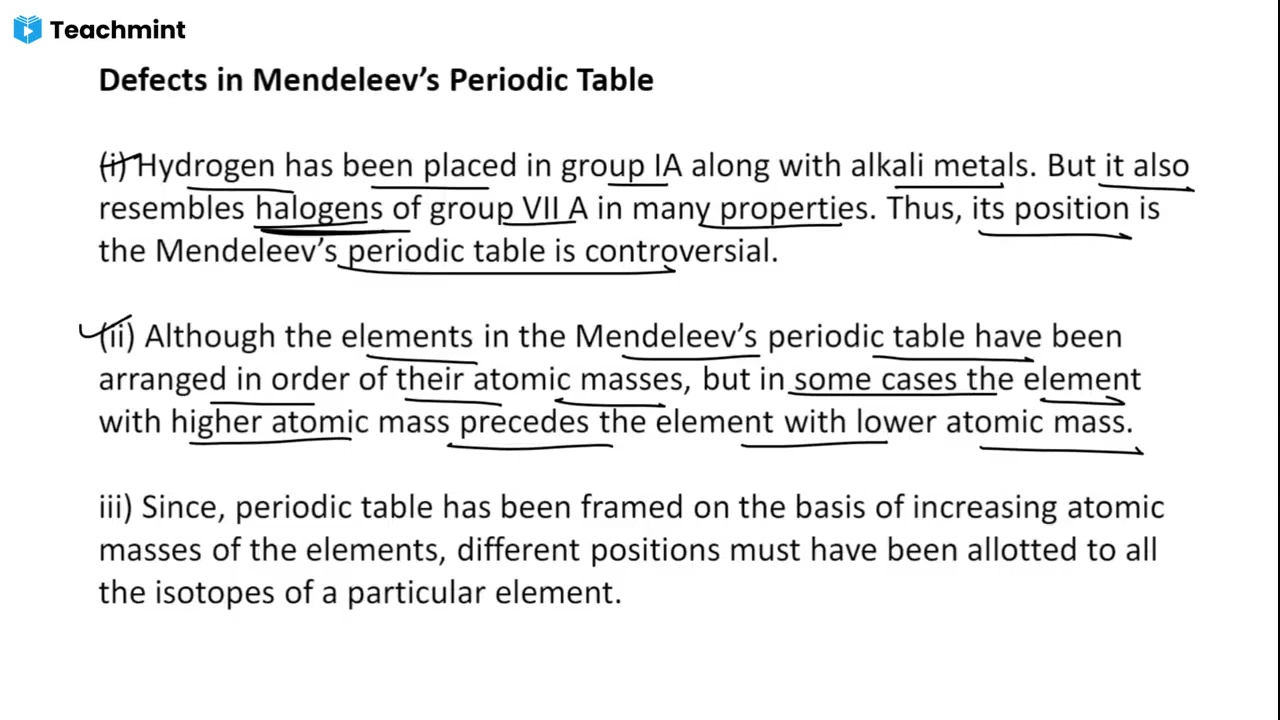 Teachmint
Defects in Mendeleev's Periodic Table
(i) Hydrogen has been placed in group IA along with alkali metals. But it also
resembles halogens of group VII A in many properties. Thus, its position is
the Mendeleev's periodic table is controversial.
(ii) Although the elements in the Mendeleev's periodic table have been
arranged in order of their atomic masses, but in some cases the element
with higher atomic mass precedes the element with lower atomic mass.
iii) Since, periodic table has been framed on the basis of increasing atomic
masses of the elements, different positions must have been allotted to all
the isotopes of a particular element.